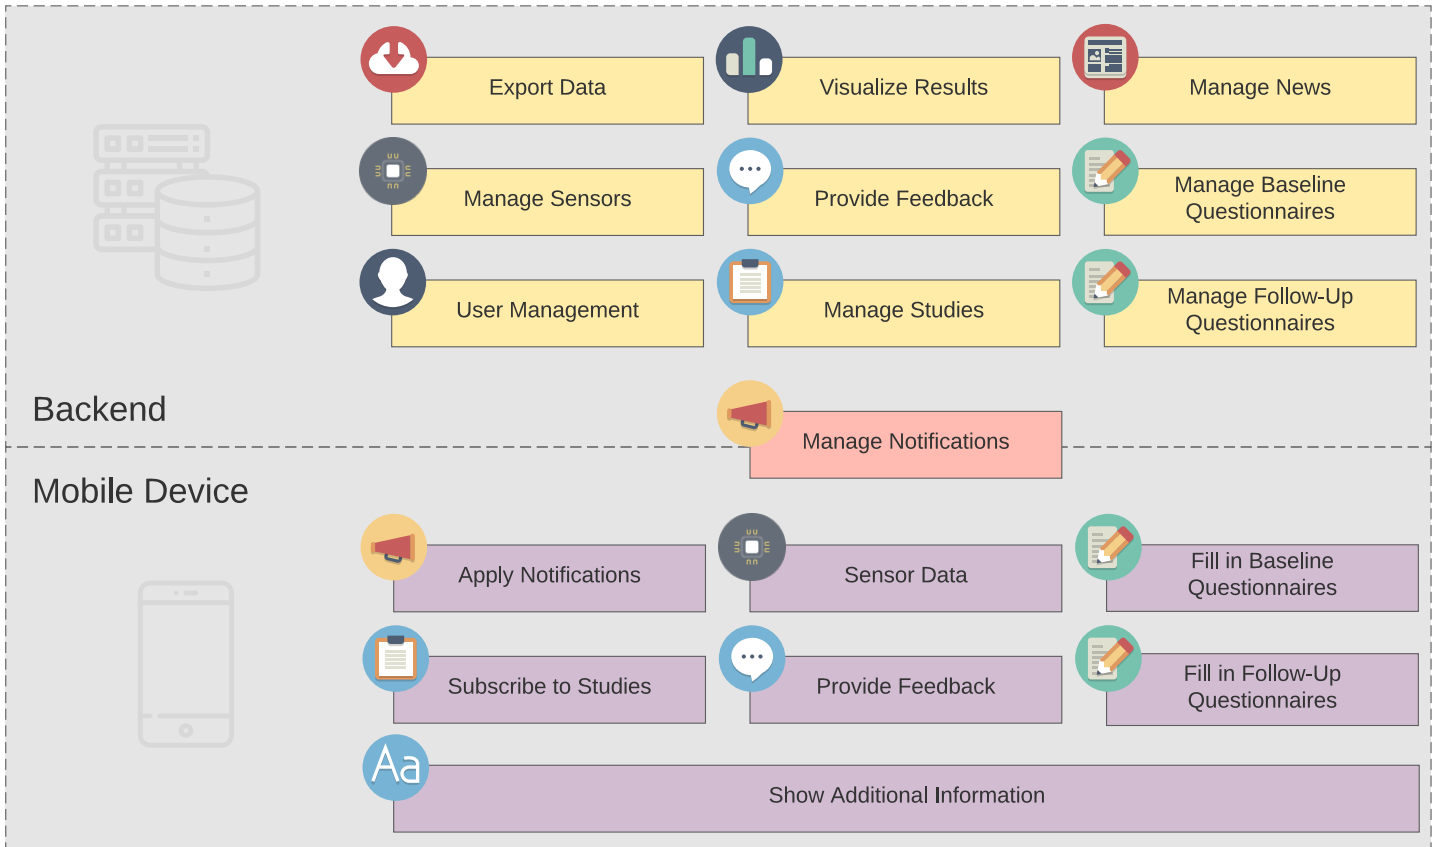 Export Data
Visualize Results
Manage News
Manage Sensors
Provide Feedback
Manage Baseline
Questionnaires
User Management
Manage Studies
Manage Follow-Up
Questionnaires
Backend
Manage Notifications
Mobile Device
Apply Notifications
Sensor Data
Fill in Baseline
Questionnaires
Subscribe to Studies
Provide Feedback
Fill in Follow-Up
Questionnaires
Aa
Show Additional Information